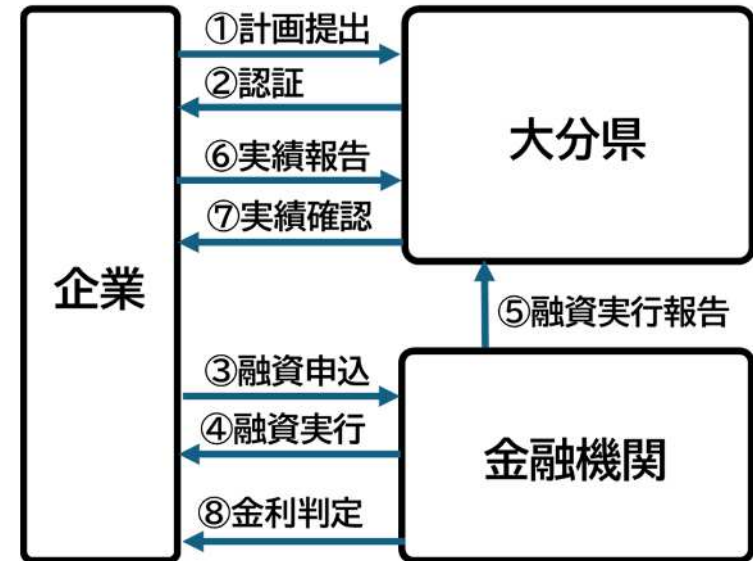 ①計画提出
②認証
大分県
⑥実績報告
⑦実績確認
企業
⑤融資実行報告
③融資申込
④融資実行
金融機関
⑧金利判定